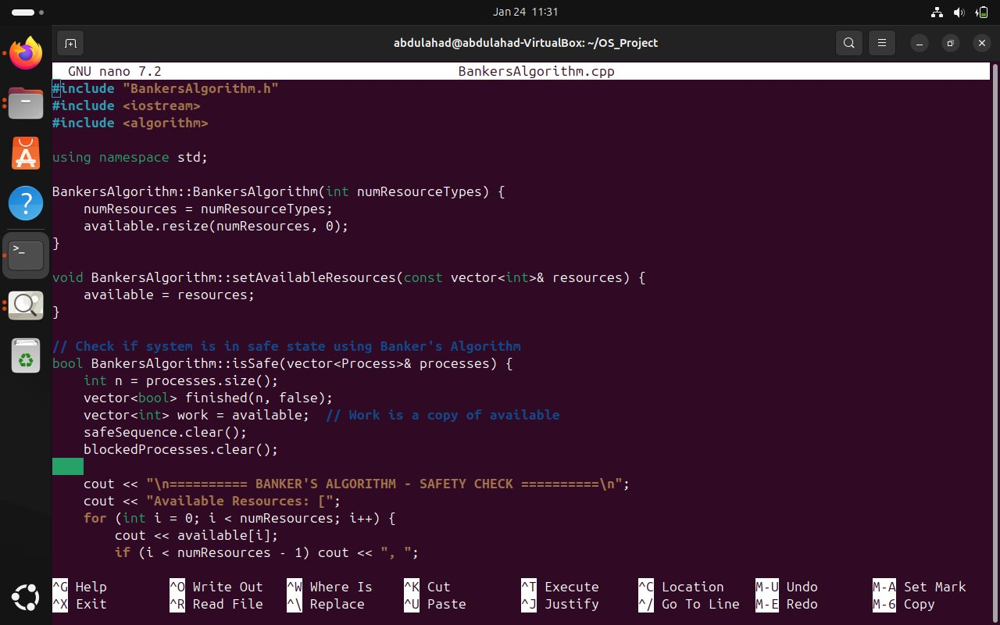 Jan 24 11:31
abdulahad@abdulahad-VirtualBox: ~/OS_Project
GNU nano 7.2 BankersAlgorithm.cpp
#include "BankersAlgorithm.h"
#include <iostream>
#include <algorithm>
using namespace std;
BankersAlgorithm::BankersAlgorithm(int numResourceTypes) {
    numResources = numResourceTypes;
    available.resize(numResources, 0);
}
void BankersAlgorithm::setAvailableResources(const vector<int>& resources) {
    available = resources;
}
// Check if system is in safe state using Banker's Algorithm
bool BankersAlgorithm::isSafe(vector<Process>& processes) {
    int n = processes.size();
    vector<bool> finished(n, false);
    vector<int> work = available;  // Work is a copy of available
    safeSequence.clear();
    blockedProcesses.clear();
    cout << "\n========== BANKER'S ALGORITHM - SAFETY CHECK ==========\n";
    cout << "Available Resources: [";
    for (int i = 0; i < numResources; i++) {
        cout << available[i];
        if (i < numResources - 1) cout << ", ";
^G Help ^O Write Out ^W Where Is ^K Cut ^T Execute ^C Location M-U Undo M-A Set Mark
^X Exit ^R Read File ^\ Replace ^U Paste ^J Justify ^/ Go To Line M-E Redo M-6 Copy